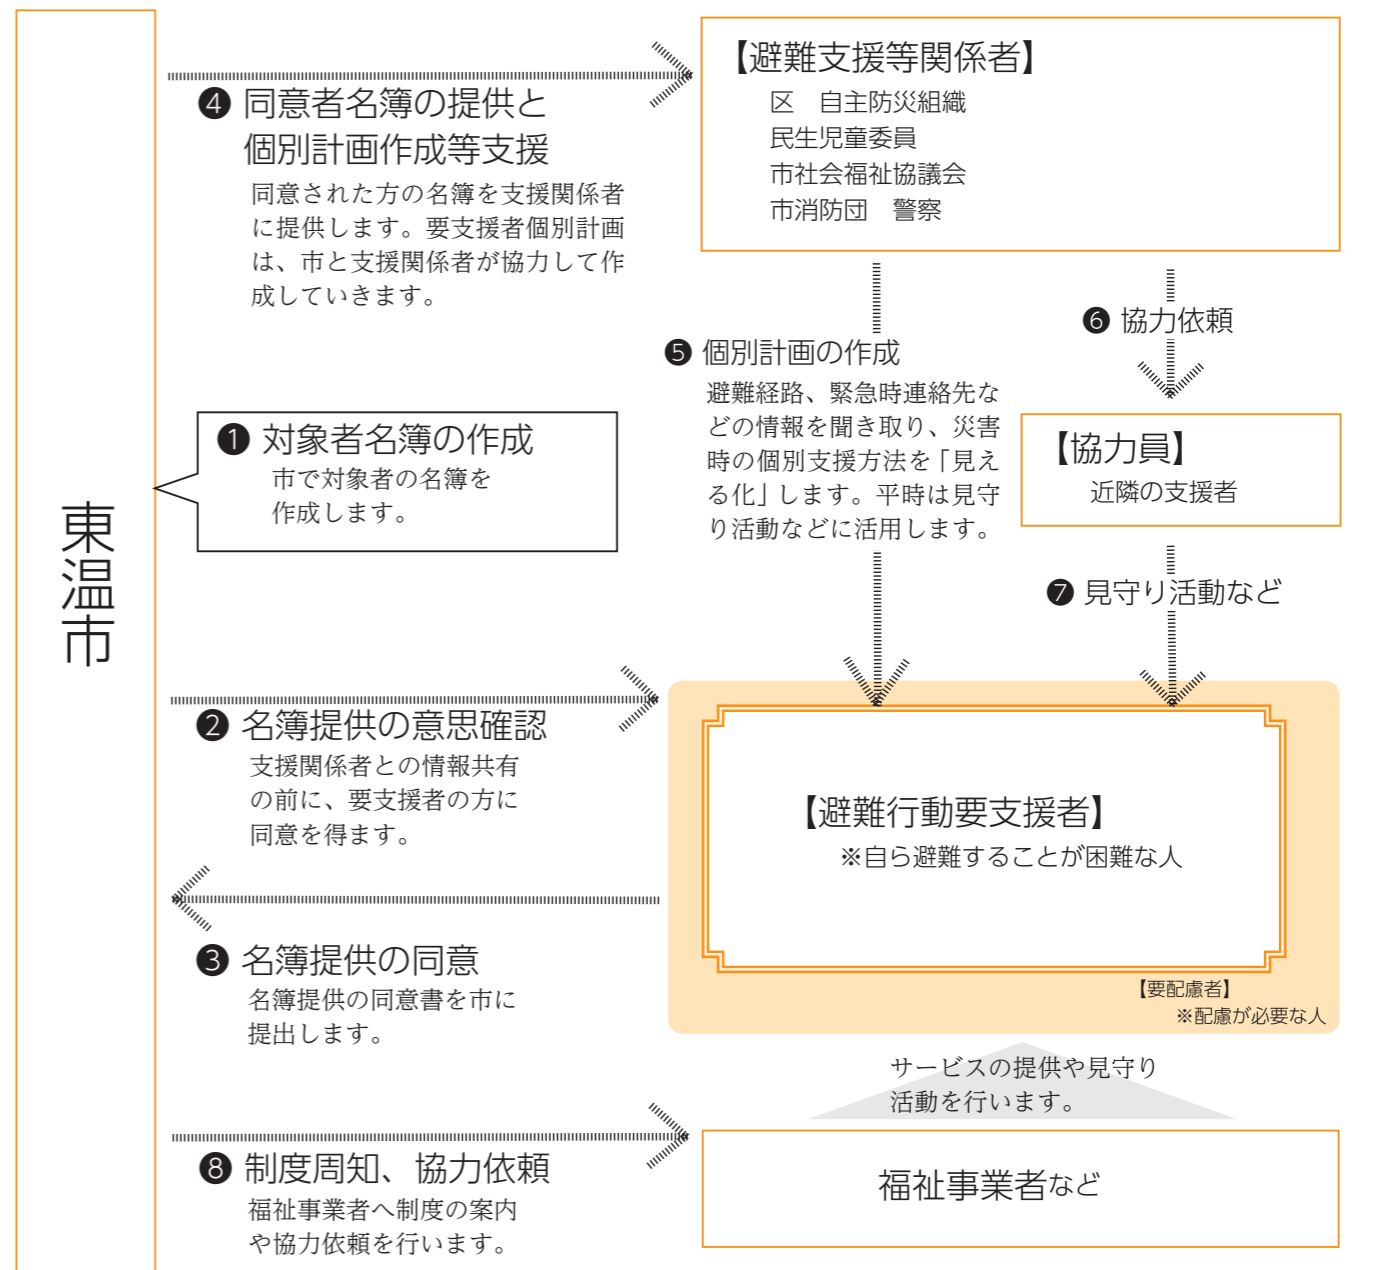 東温市
❹ 同意者名簿の提供と
個別計画作成等支援
同意された方の名簿を支援関係者
に提供します。要支援者個別計画
は、市と支援関係者が協力して作
成していきます。
【避難支援等関係者】
区　自主防災組織
民生児童委員
市社会福祉協議会
市消防団　警察
❶ 対象者名簿の作成
市で対象者の名簿を
作成します。
❺ 個別計画の作成
避難経路、緊急時連絡先な
どの情報を聞き取り、災害
時の個別支援方法を「見え
る化」します。平時は見守
り活動などに活用します。
❻ 協力依頼
【協力員】
近隣の支援者
❼ 見守り活動など
❷ 名簿提供の意思確認
支援関係者との情報共有
の前に、要支援者の方に
同意を得ます。
【避難行動要支援者】
※自ら避難することが困難な人
【要配慮者】
※配慮が必要な人
❸ 名簿提供の同意
名簿提供の同意書を市に
提出します。
サービスの提供や見守り
活動を行います。
❽ 制度周知、協力依頼
福祉事業者へ制度の案内
や協力依頼を行います。
福祉事業者など